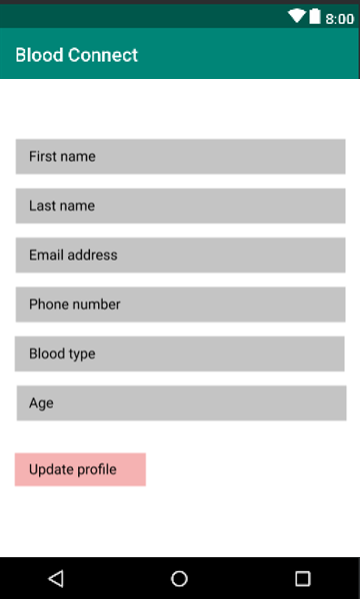 8:00
Blood Connect
First name
Last name
Email address
Phone number
Blood type
Age
Update profile